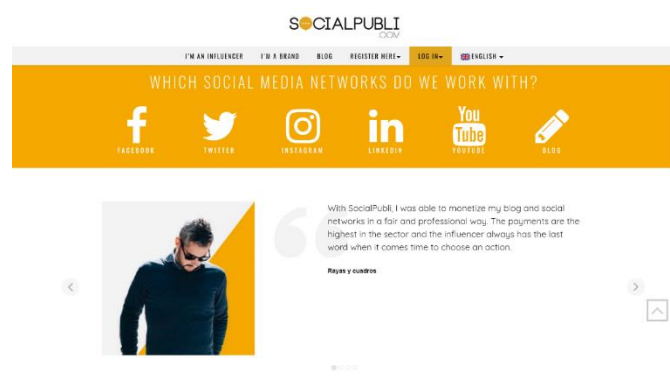 SOCIALPUBLI
.COM
I'M AN INFLUENCER I'M A BRAND BLOG REGISTER HERE LOG IN ENGLISH
WHICH SOCIAL MEDIA NETWORKS DO WE WORK WITH?
You
Tube
FACEBOOK TWITTER INSTAGRAM LINKEDIN YOUTUBE BLOG
With SocialPubli, I was able to monetize my blog and social
networks in a fair and professional way. The payments are the
highest in the sector and the influencer always has the last
word when it comes time to choose an action.
Rayas y cuadros